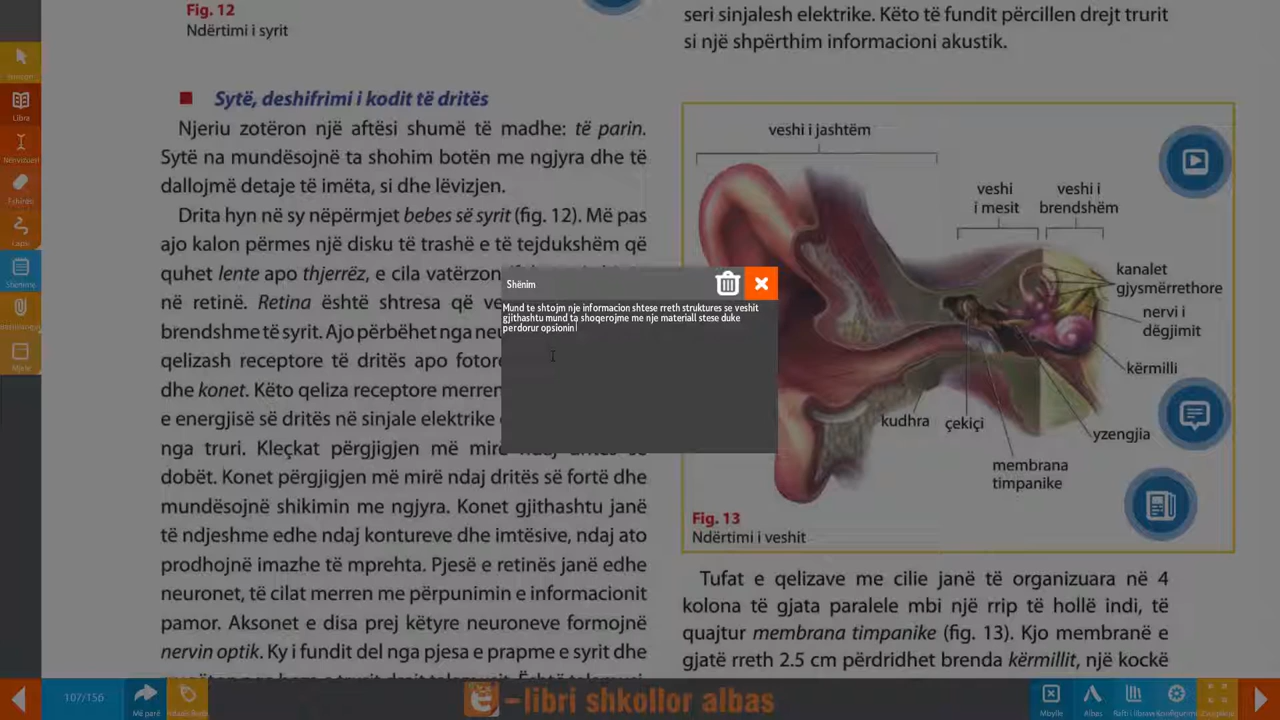 Fig. 12
Ndërtimi i syrit
Sytë, deshifrimi i kodit të dritës
Njeriu zotëron një aftësi shumë të madhe: të parin.
Sytë na mundësojnë ta shohim botën me ngjyra dhe të
dallojmë detaje të imëta, si dhe lëvizjen.
Drita hyn në sy nëpërmjet bebes së syrit (fig. 12). Më pas
ajo kalon përmes një disku të trashë e të tejdukshëm që
quhet lente apo thjerrëz, e cila vatërzon
në retinë. Retina është shtresa që ve
brendshme të syrit. Ajo përbëhet nga neu
qelizash receptore të dritës apo fotore
dhe konet. Këto qeliza receptore merren
e energjisë së dritës në sinjale elektrike
nga truri. Kleçkat përgjigjen më mirë ndaj dritës së
dobët. Konet përgjigjen më mirë ndaj dritës së fortë dhe
mundësojnë shikimin me ngjyra. Konet gjithashtu janë
të ndjeshme edhe ndaj kontureve dhe imtësive, ndaj ato
prodhojnë imazhe të mprehta. Pjesë e retinës janë edhe
neuronet, të cilat merren me përpunimin e informacionit
pamor. Aksonet e disa prej këtyre neuroneve formojnë
nervin optik. Ky i fundit del nga pjesa e prapme e syrit dhe
seri sinjalesh elektrike. Këto të fundit përcillen drejt trurit
si një shpërthim informacioni akustik.
veshi i jashtëm
veshi
i mesit
veshi i
brendshëm
kanalet
gjysmërrethore
nervi i
dëgjimit
kërmilli
kudhra
çekiçi
yzengjia
membrana
timpanike
Fig. 13
Ndërtimi i veshit
Tufat e qelizave me cilie janë të organizuara në 4
kolona të gjata paralele mbi një rrip të hollë indi, të
quajtur membrana timpanike (fig. 13). Kjo membranë e
gjatë rreth 2.5 cm përdridhet brenda kërmillit, një kockë
Shënim
Mund te shtojm nje informacion shtese rreth struktures se veshit
gjithashtu mund ta shoqerojme me nje materiall stese duke
perdorur opsionin
Libra
107/156
Më parë
e-libri shkollor albas
Mbylle
Albas